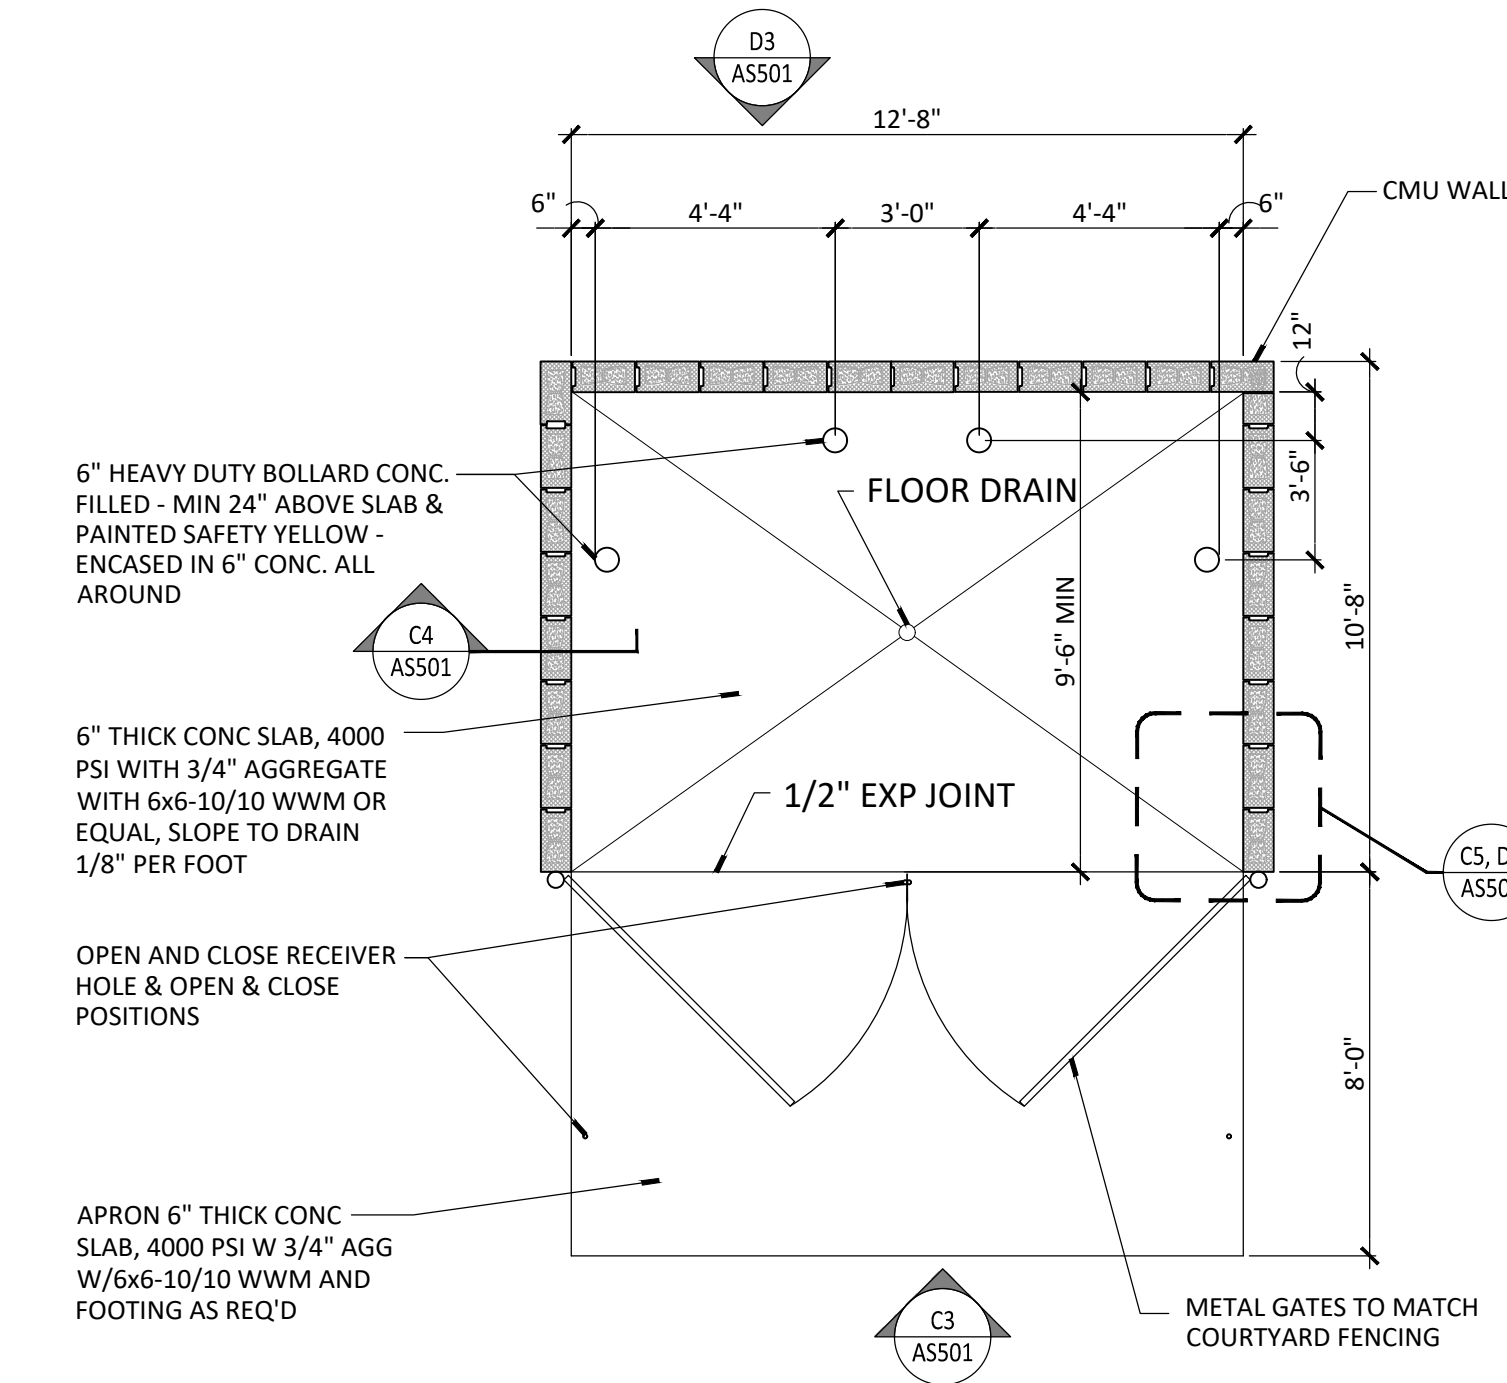 D3
AS501
12'-8"
CMU WALL
6"
4'-4"
3'-0"
4'-4"
6"
12"
6" HEAVY DUTY BOLLARD CONC.
FILLED - MIN 24" ABOVE SLAB &
PAINTED SAFETY YELLOW -
ENCASED IN 6" CONC. ALL
AROUND
FLOOR DRAIN
3'-6"
C4
AS501
9'-6" MIN
10'-8"
6" THICK CONC SLAB, 4000
PSI WITH 3/4" AGGREGATE
WITH 6x6-10/10 WWM OR
EQUAL, SLOPE TO DRAIN
1/8" PER FOOT
1/2" EXP JOINT
C5, D
AS50
OPEN AND CLOSE RECEIVER
HOLE & OPEN & CLOSE
POSITIONS
8'-0"
APRON 6" THICK CONC
SLAB, 4000 PSI W 3/4" AGG
W/6x6-10/10 WWM AND
FOOTING AS REQ'D
C3
AS501
METAL GATES TO MATCH
COURTYARD FENCING